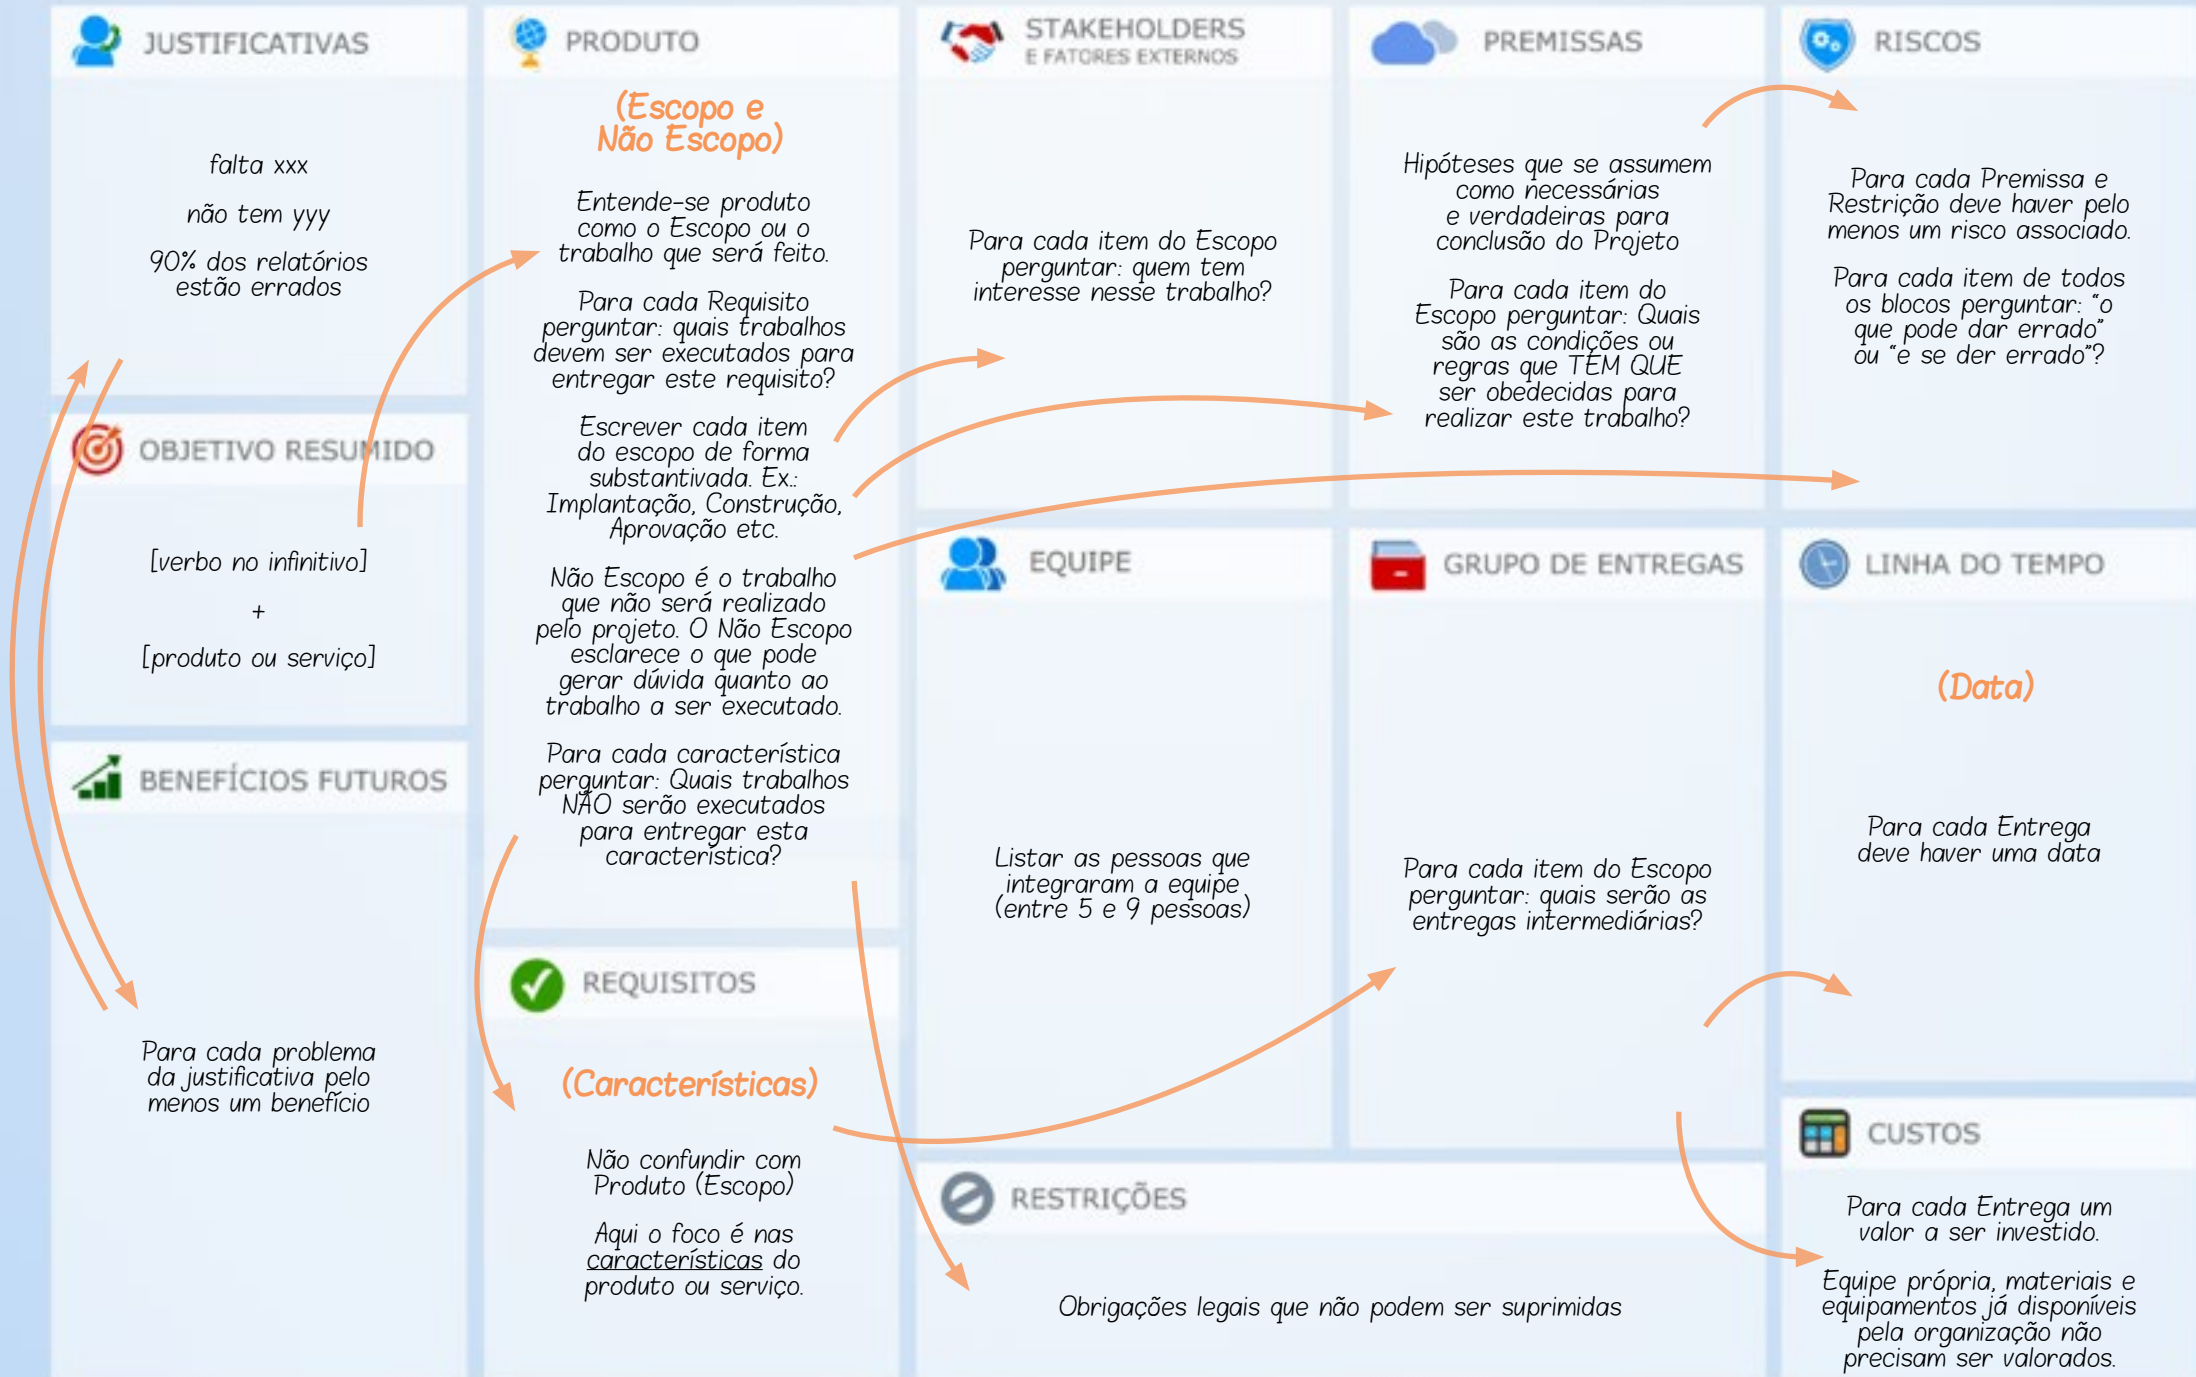 JUSTIFICATIVAS
falta xxx
não tem yyy
90% dos relatórios
estão errados
OBJETIVO RESUMIDO
[verbo no infinitivo]
+
[produto ou serviço]
BENEFÍCIOS FUTUROS
Para cada problema
da justificativa pelo
menos um benefício
PRODUTO
(Escopo e
Não Escopo)
Entende-se produto
como o Escopo ou o
trabalho que será feito.
Para cada Requisito
perguntar: quais trabalhos
devem ser executados para
entregar este requisito?
Escrever cada item
do escopo de forma
substantivada. Ex.:
Implantação, Construção,
Aprovação etc.
Não Escopo é o trabalho
que não será realizado
pelo projeto. O Não Escopo
esclarece o que pode
gerar dúvida quanto ao
trabalho a ser executado.
Para cada característica
perguntar: Quais trabalhos
NÃO serão executados
para entregar esta
característica?
REQUISITOS
(Características)
Não confundir com
Produto (Escopo)
Aqui o foco é nas
características do
produto ou serviço.
STAKEHOLDERS
E FATORES EXTERNOS
Para cada item do Escopo
perguntar: quem tem
interesse nesse trabalho?
EQUIPE
Listar as pessoas que
integraram a equipe
(entre 5 e 9 pessoas)
PREMISSAS
Hipóteses que se assumem
como necessárias
e verdadeiras para
conclusão do Projeto
Para cada item do
Escopo perguntar: Quais
são as condições ou
regras que TEM QUE
ser obedecidas para
realizar este trabalho?
GRUPO DE ENTREGAS
Para cada item do Escopo
perguntar: quais serão as
entregas intermediárias?
RESTRIÇÕES
Obrigações legais que não podem ser suprimidas
RISCOS
Para cada Premissa e
Restrição deve haver pelo
menos um risco associado.
Para cada item de todos
os blocos perguntar: “o
que pode dar errado”
ou “e se der errado”?
LINHA DO TEMPO
(Data)
Para cada Entrega
deve haver uma data
CUSTOS
Para cada Entrega um
valor a ser investido.
Equipe própria, materiais e
equipamentos já disponíveis
pela organização não
precisam ser valorados.